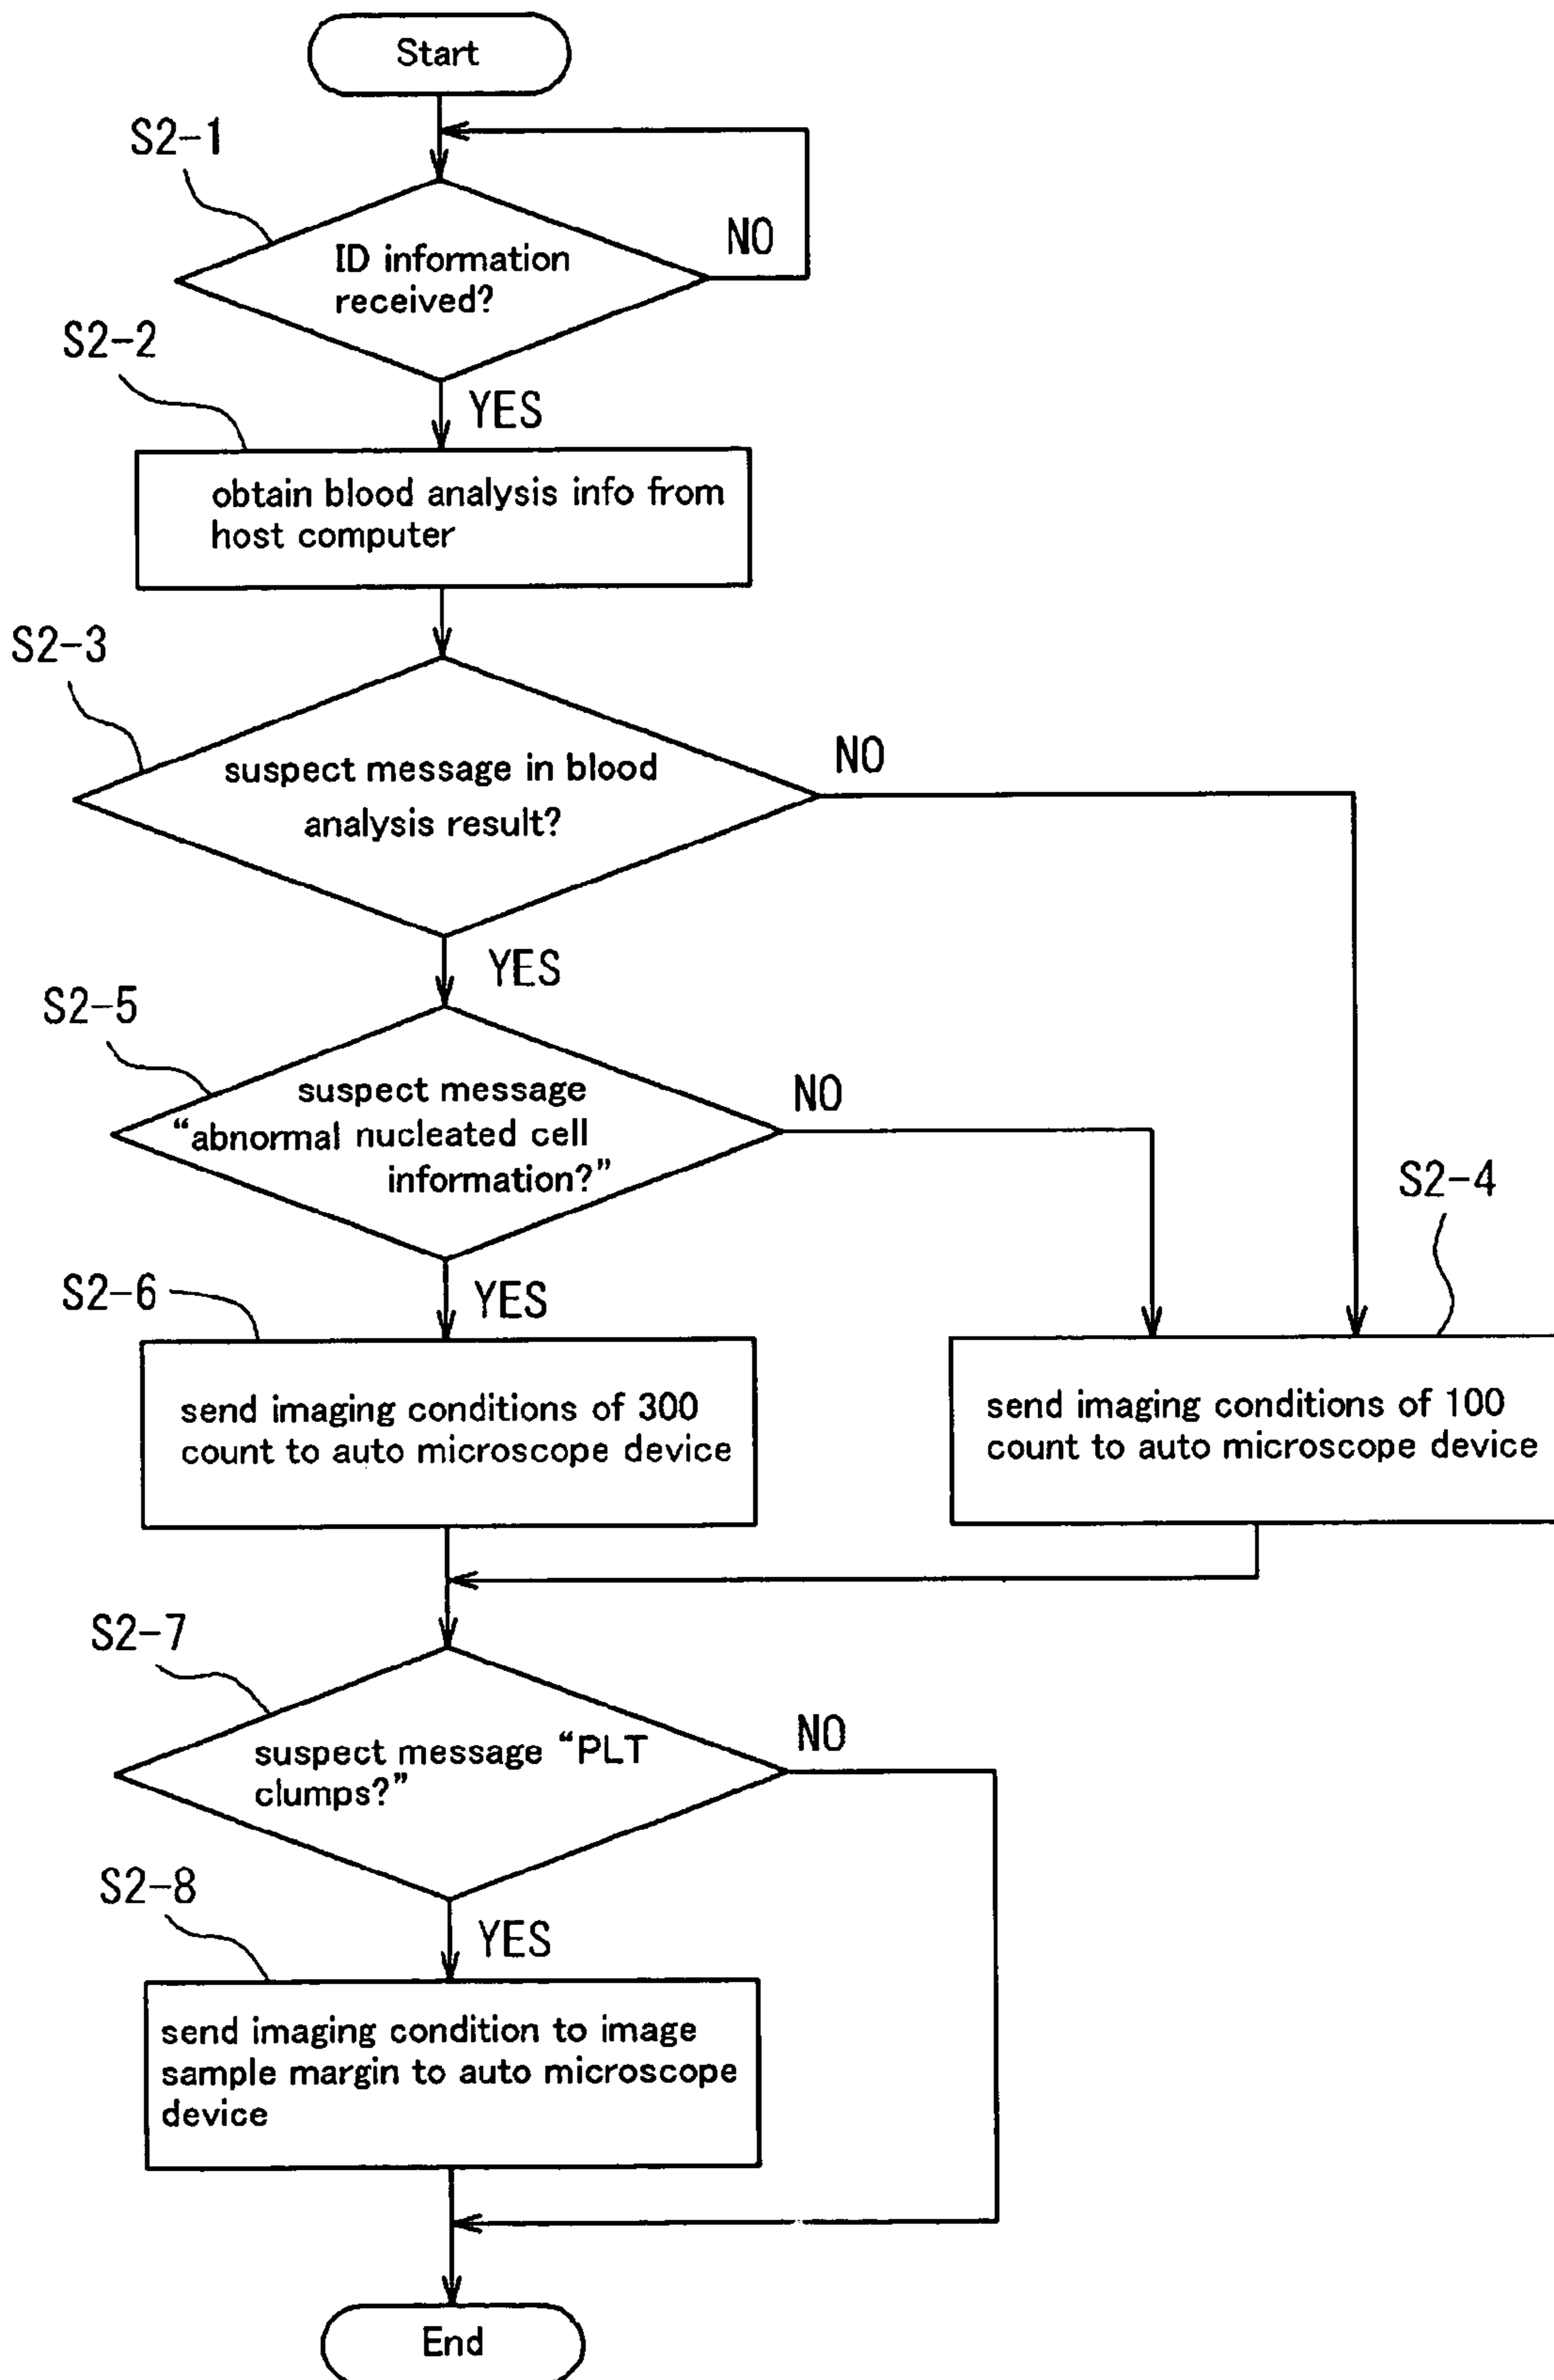 Start
S2-1
NO
ID information
received?
S2-2
YES
obtain blood analysis info from
host computer
S2-3
NO
suspect message in blood
analysis result?
YES
S2-5
NO
suspect message
“abnormal nucleated cell
information?”
S2-4
S2-6
YES
send imaging conditions of 300
count to auto microscope device
send imaging conditions of 100
count to auto microscope device
S2-7
NO
suspect message “PLT
clumps?”
S2-8
YES
send imaging condition to image
sample margin to auto microscope
device
End